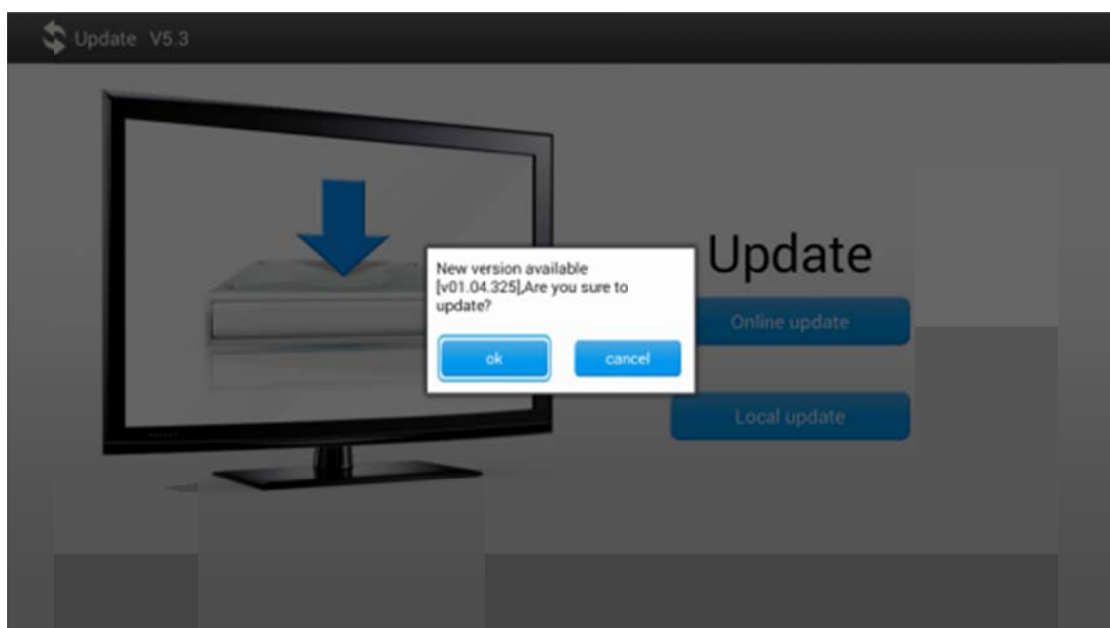 Update V5.3
New version available
[v01.04.325],Are you sure to
update?
ok
cancel
Update
Online update
Local update